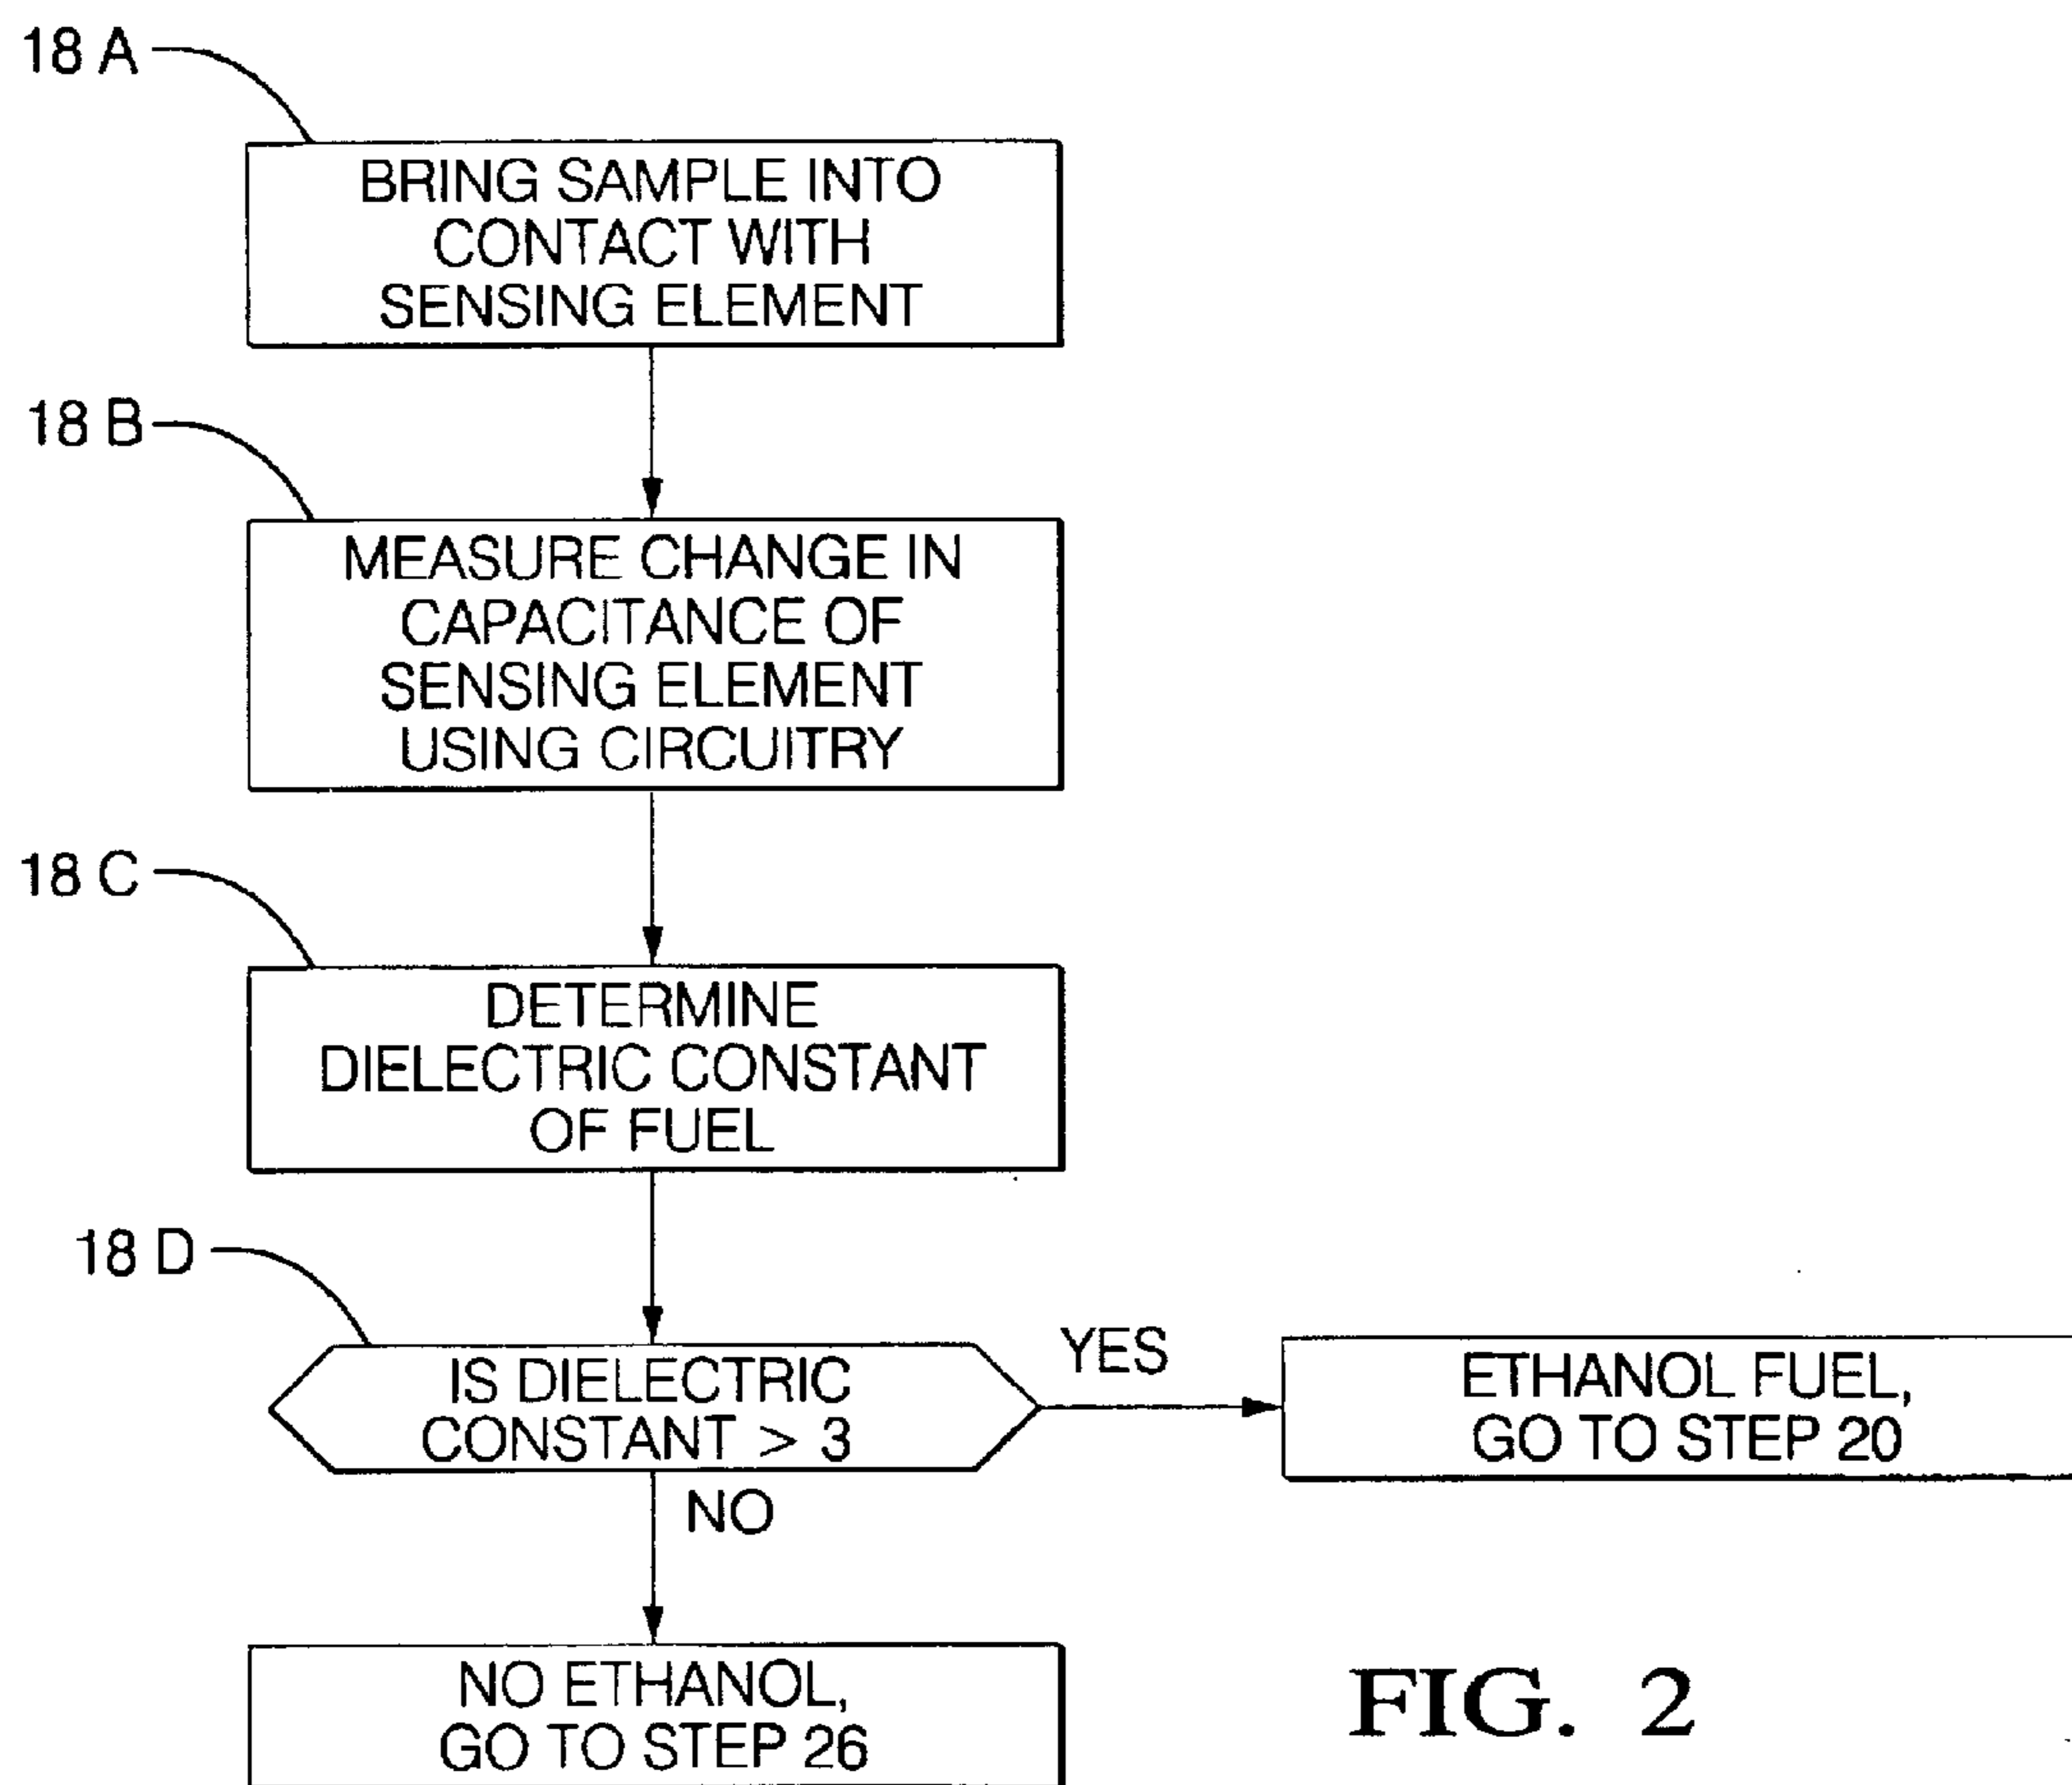 18 A
BRING SAMPLE INTO
CONTACT WITH
SENSING ELEMENT
18 B
MEASURE CHANGE IN
CAPACITANCE OF
SENSING ELEMENT
USING CIRCUITRY
18 C
DETERMINE
DIELECTRIC CONSTANT
OF FUEL
18 D
IS DIELECTRIC
CONSTANT > 3
YES
ETHANOL FUEL,
GO TO STEP 20
NO
NO ETHANOL,
GO TO STEP 26
FIG. 2